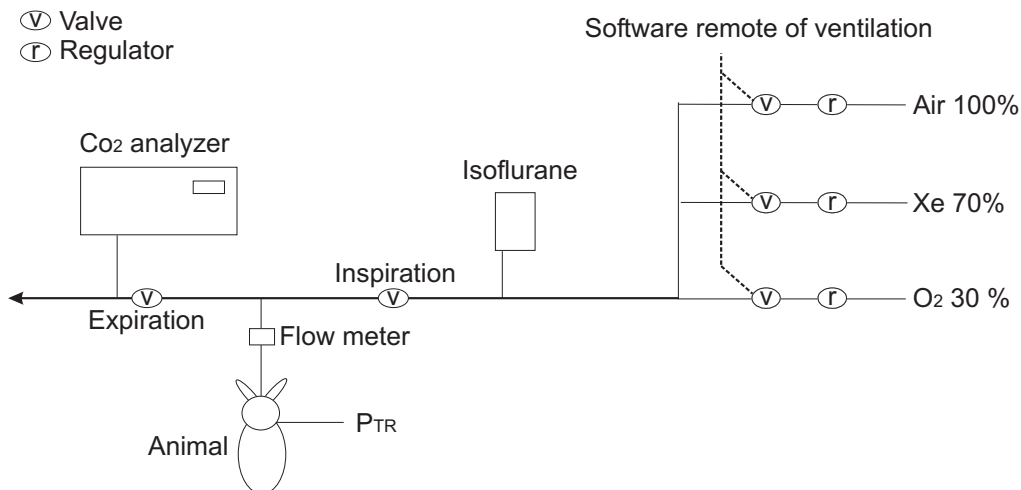 v Valve
r Regulator
Software remote of ventilation
v r Air 100%
Co2 analyzer
Isoflurane
v r Xe 70%
Inspiration
v v v r O2 30 %
Expiration
Flow meter
PTR
Animal